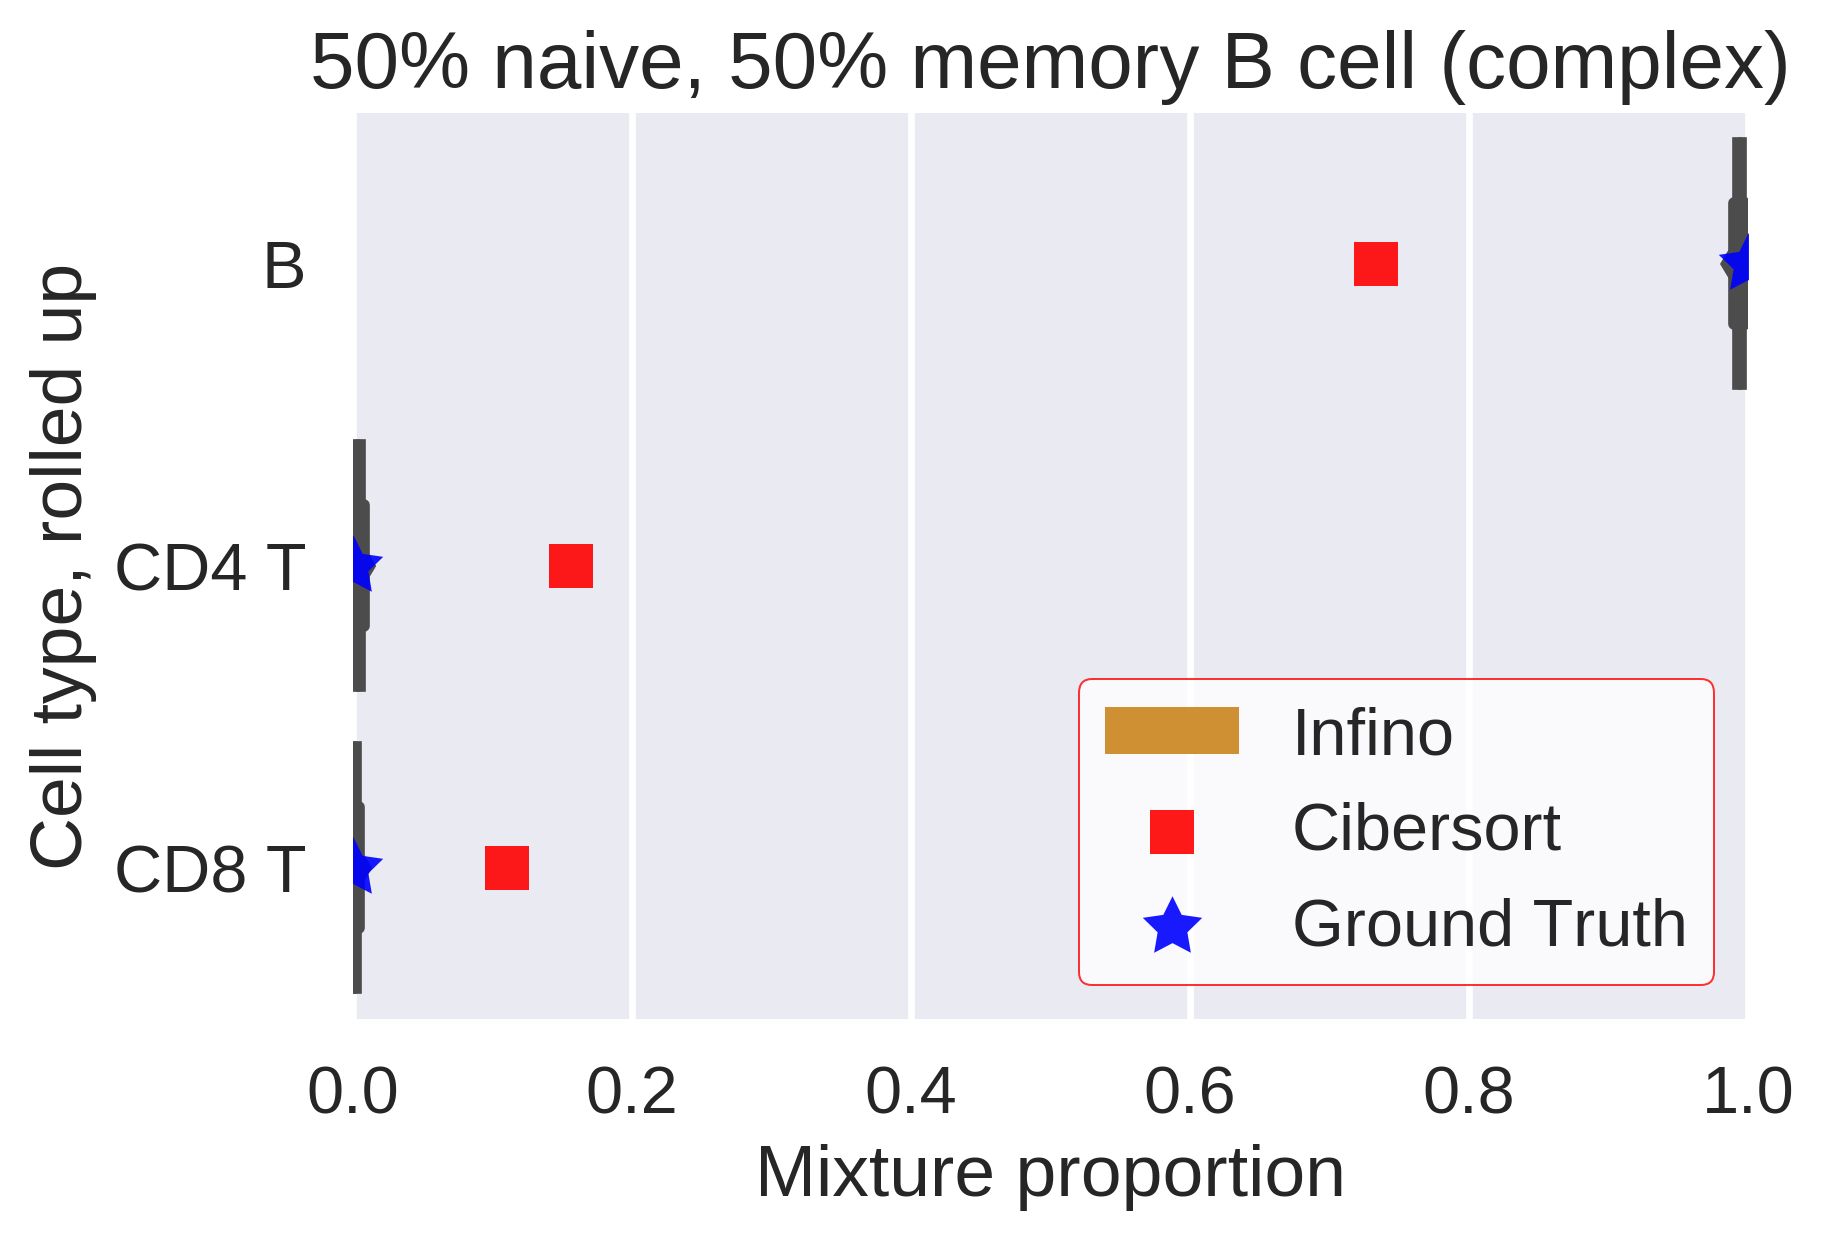 50% naive, 50% memory B cell (complex)
Cell type, rolled up
B
CD4 T
CD8 T
Infino
Cibersort
Ground Truth
0.0 0.2 0.4 0.6 0.8 1.0
Mixture proportion